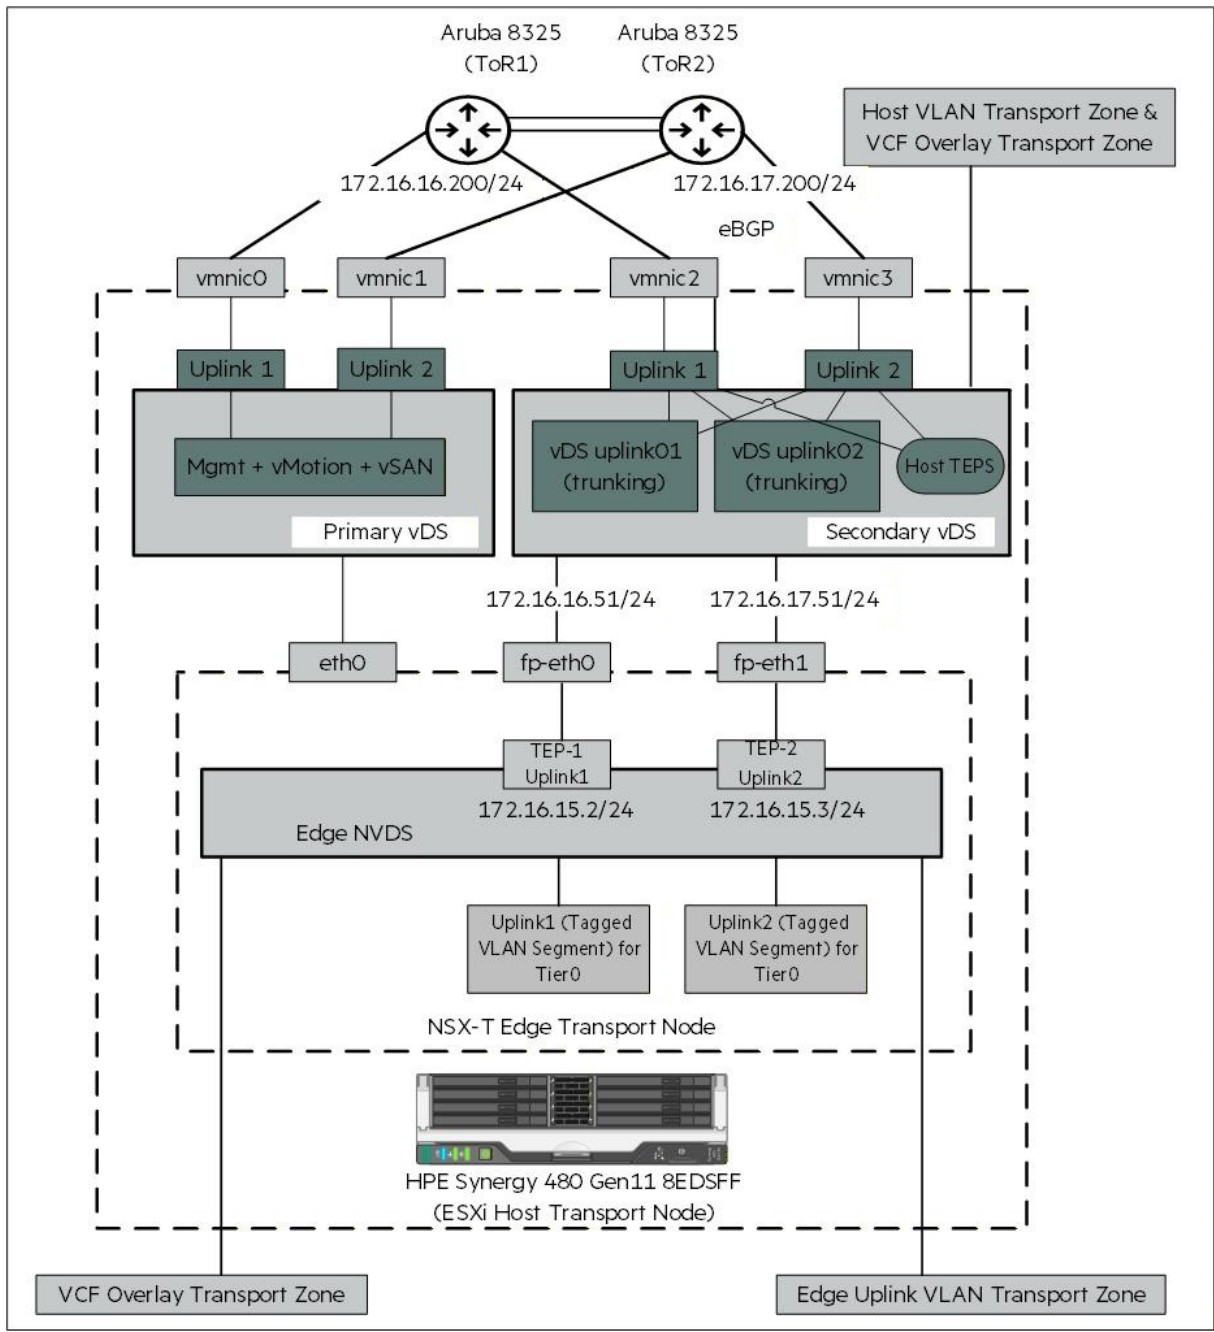 Aruba 8325
(ToR1)
Aruba 8325
(ToR2)
Host VLAN Transport Zone &
VCF Overlay Transport Zone
172.16.16.200/24
172.16.17.200/24
eBGP
vmnic0
vmnic1
vmnic2
vmnic3
Uplink 1
Uplink 2
Uplink 1
Uplink 2
Mgmt + vMotion + vSAN
vDS uplink01
(trunking)
vDS uplink02
(trunking)
Host TEPS
Primary vDS
Secondary vDS
172.16.16.51/24
172.16.17.51/24
eth0
fp-eth0
fp-eth1
TEP-1
Uplink1
TEP-2
Uplink2
172.16.15.2/24
172.16.15.3/24
Edge NVDS
Uplink1 (Tagged
VLAN Segment) for
Tier0
Uplink2 (Tagged
VLAN Segment) for
Tier0
NSX-T Edge Transport Node
HPE Synergy 480 Gen11 8EDSFF
(ESXi Host Transport Node)
VCF Overlay Transport Zone
Edge Uplink VLAN Transport Zone